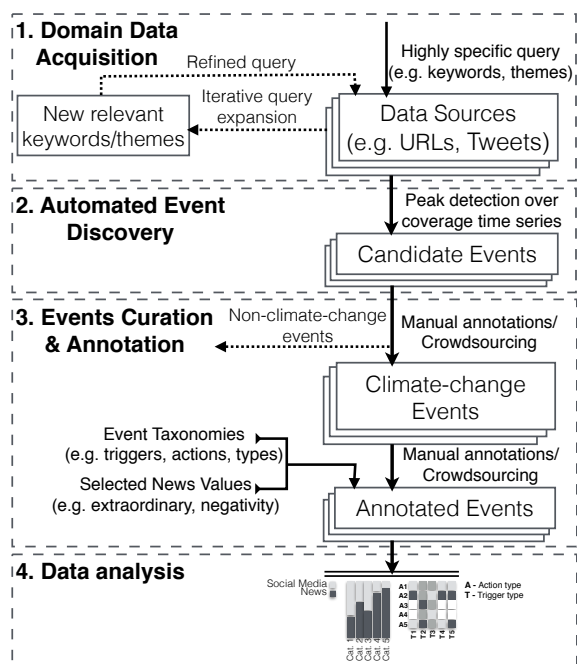 1. Domain Data
Acquisition
Highly specific query
(e.g. keywords, themes)
Refined query
New relevant
keywords/themes
Iterative query
expansion
Data Sources
(e.g. URLs, Tweets)
2. Automated Event
Discovery
Peak detection over
coverage time series
Candidate Events
3. Events Curation
& Annotation
Non-climate-change
events
Manual annotations/
Crowdsourcing
Climate-change
Events
Event Taxonomies
(e.g. triggers, actions, types)
Manual annotations/
Crowdsourcing
Selected News Values
(e.g. extraordinary, negativity)
Annotated Events
4. Data analysis
Social Media
News
Cat. 1
Cat. 2
Cat. 3
Cat. 4
Cat. 5
A1
A2
A3
A4
A5
T1
T2
T3
T4
T5
A - Action type
T - Trigger type